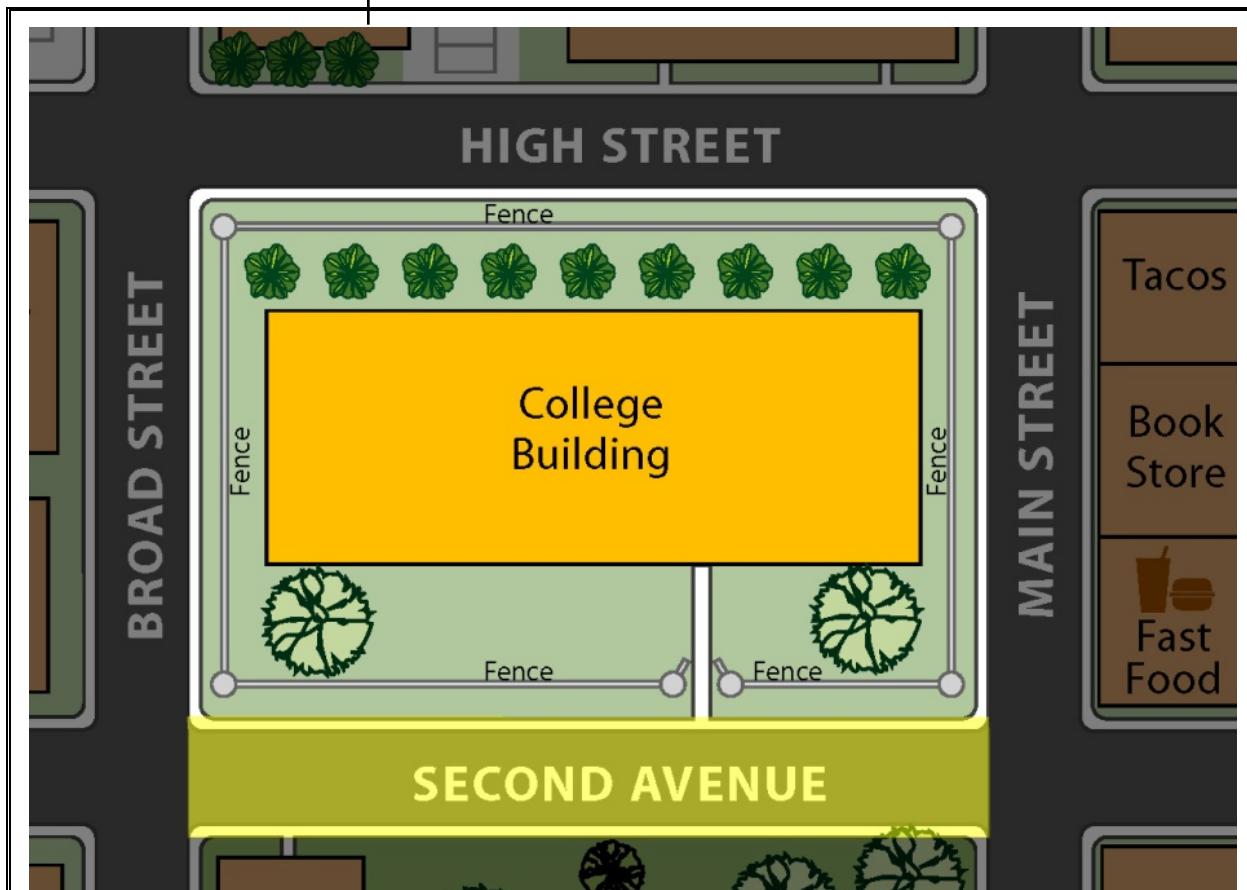 HIGH STREET
Fence
Tacos
BROAD STREET
Fence
College
Building
Fence
MAIN STREET
Book
Store
Fence
Fence
Fast
Food
SECOND AVENUE